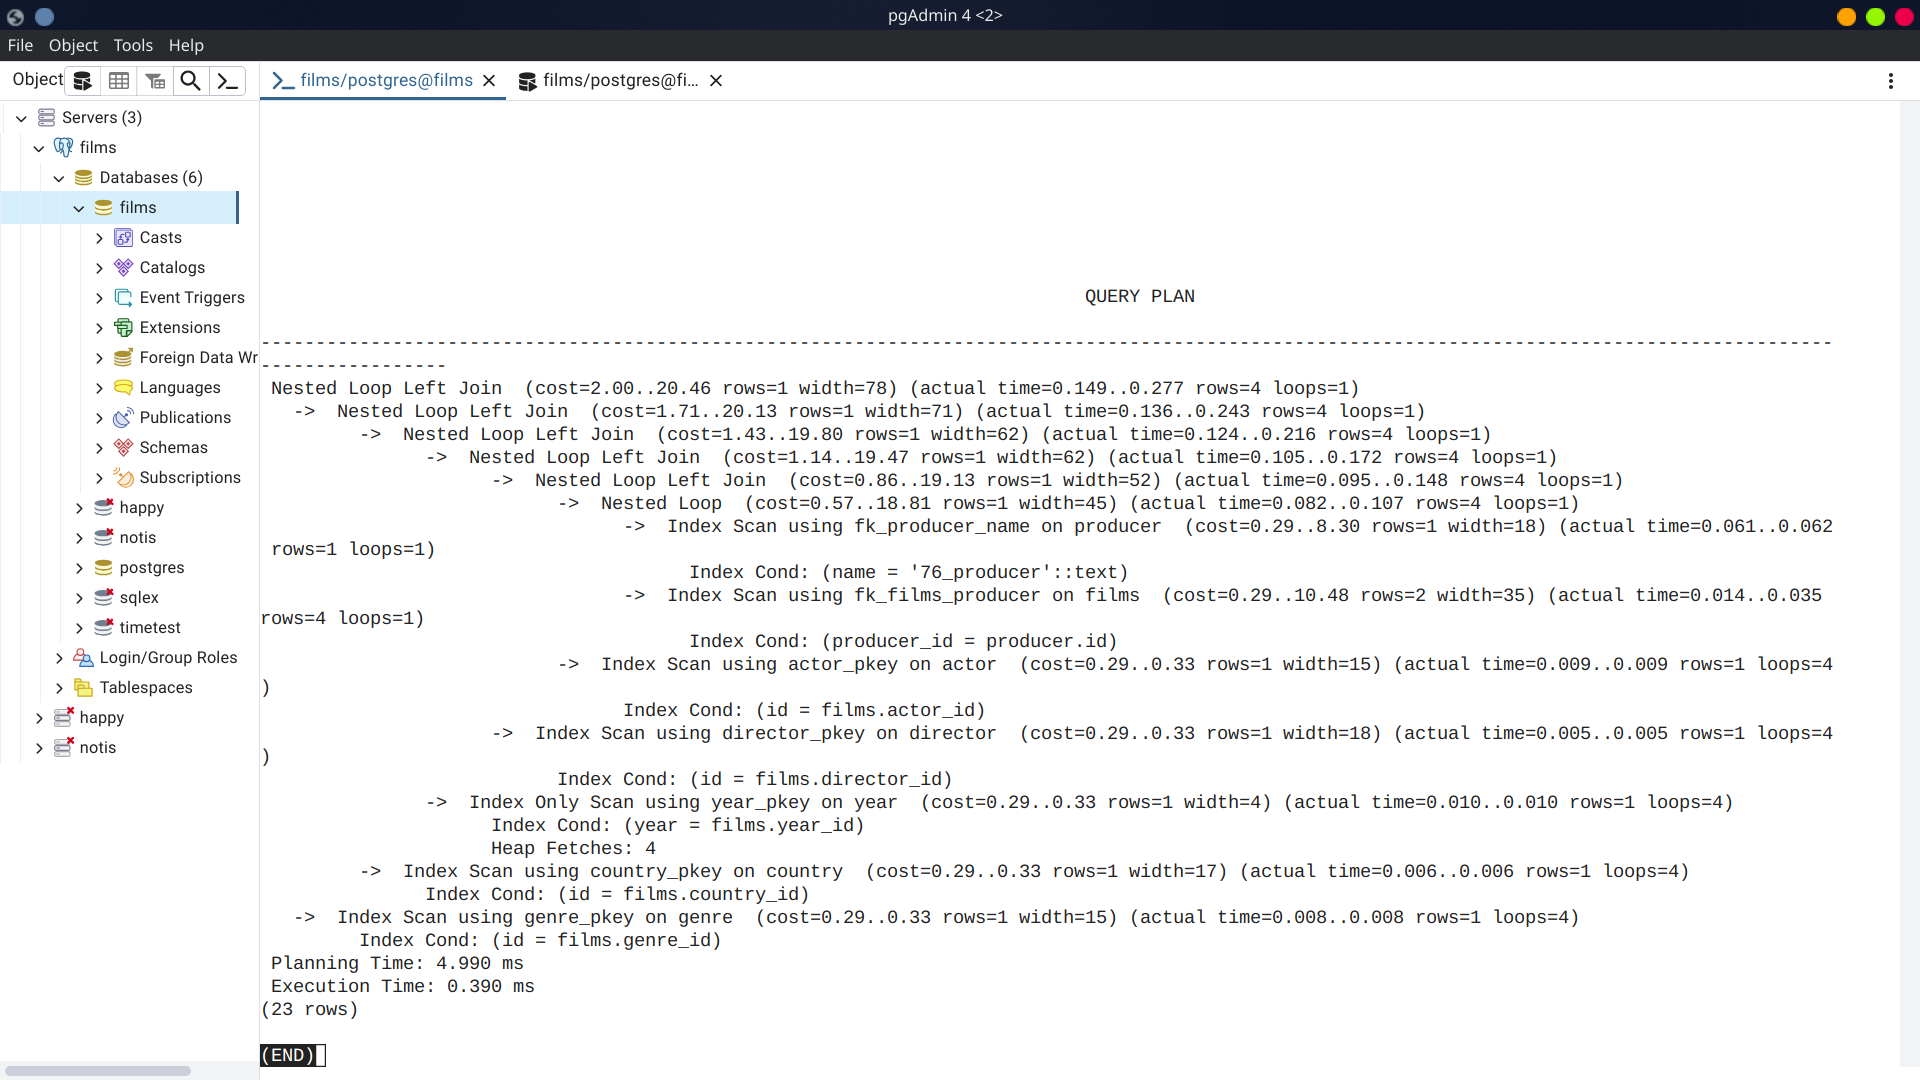 pgAdmin 4 <2>
File Object Tools Help
Object
films/postgres@films
films/postgres@fi...
Servers (3)
films
Databases (6)
films
Casts
Catalogs
Event Triggers
Extensions
Foreign Data Wr
Languages
Publications
Schemas
Subscriptions
happy
notis
postgres
sqlex
timetest
Login/Group Roles
Tablespaces
happy
notis
QUERY PLAN
-----------------------------------------------------------------------------------------------------------------------------------------------
-----------------
Nested Loop Left Join  (cost=2.00..20.46 rows=1 width=78) (actual time=0.149..0.277 rows=4 loops=1)
->  Nested Loop Left Join  (cost=1.71..20.13 rows=1 width=71) (actual time=0.136..0.243 rows=4 loops=1)
->  Nested Loop Left Join  (cost=1.43..19.80 rows=1 width=62) (actual time=0.124..0.216 rows=4 loops=1)
->  Nested Loop Left Join  (cost=1.14..19.47 rows=1 width=62) (actual time=0.105..0.172 rows=4 loops=1)
->  Nested Loop Left Join  (cost=0.86..19.13 rows=1 width=52) (actual time=0.095..0.148 rows=4 loops=1)
->  Nested Loop  (cost=0.57..18.81 rows=1 width=45) (actual time=0.082..0.107 rows=4 loops=1)
->  Index Scan using fk_producer_name on producer  (cost=0.29..8.30 rows=1 width=18) (actual time=0.061..0.062
rows=1 loops=1)
Index Cond: (name = '76_producer'::text)
->  Index Scan using fk_films_producer on films  (cost=0.29..10.48 rows=2 width=35) (actual time=0.014..0.035
rows=4 loops=1)
Index Cond: (producer_id = producer.id)
->  Index Scan using actor_pkey on actor  (cost=0.29..0.33 rows=1 width=15) (actual time=0.009..0.009 rows=1 loops=4
)
Index Cond: (id = films.actor_id)
->  Index Scan using director_pkey on director  (cost=0.29..0.33 rows=1 width=18) (actual time=0.005..0.005 rows=1 loops=4
)
Index Cond: (id = films.director_id)
->  Index Only Scan using year_pkey on year  (cost=0.29..0.33 rows=1 width=4) (actual time=0.010..0.010 rows=1 loops=4)
Index Cond: (year = films.year_id)
Heap Fetches: 4
->  Index Scan using country_pkey on country  (cost=0.29..0.33 rows=1 width=17) (actual time=0.006..0.006 rows=1 loops=4)
Index Cond: (id = films.country_id)
->  Index Scan using genre_pkey on genre  (cost=0.29..0.33 rows=1 width=15) (actual time=0.008..0.008 rows=1 loops=4)
Index Cond: (id = films.genre_id)
Planning Time: 4.990 ms
Execution Time: 0.390 ms
(23 rows)
(END)